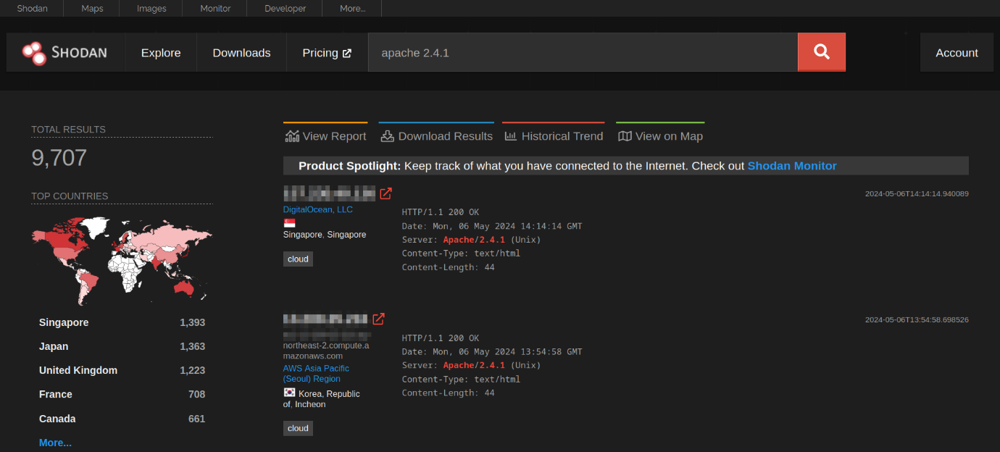 Shodan Maps Images Monitor Developer More...
SHODAN Explore Downloads Pricing apache 2.4.1 Account
TOTAL RESULTS
9,707
TOP COUNTRIES
Singapore 1,393
Japan 1,363
United Kingdom 1,223
France 708
Canada 661
More...
View Report Download Results Historical Trend View on Map
Product Spotlight: Keep track of what you have connected to the Internet. Check out Shodan Monitor
2024-05-06T14:14:14.940089
DigitalOcean, LLC
Singapore, Singapore
cloud
HTTP/1.1 200 OK
Date: Mon, 06 May 2024 14:14:14 GMT
Server: Apache/2.4.1 (Unix)
Content-Type: text/html
Content-Length: 44
2024-05-06T13:54:58.698526
northeast-2.compute.a
mazonaws.com
AWS Asia Pacific
(Seoul) Region
Korea, Republic
of, Incheon
cloud
HTTP/1.1 200 OK
Date: Mon, 06 May 2024 13:54:58 GMT
Server: Apache/2.4.1 (Unix)
Content-Type: text/html
Content-Length: 44